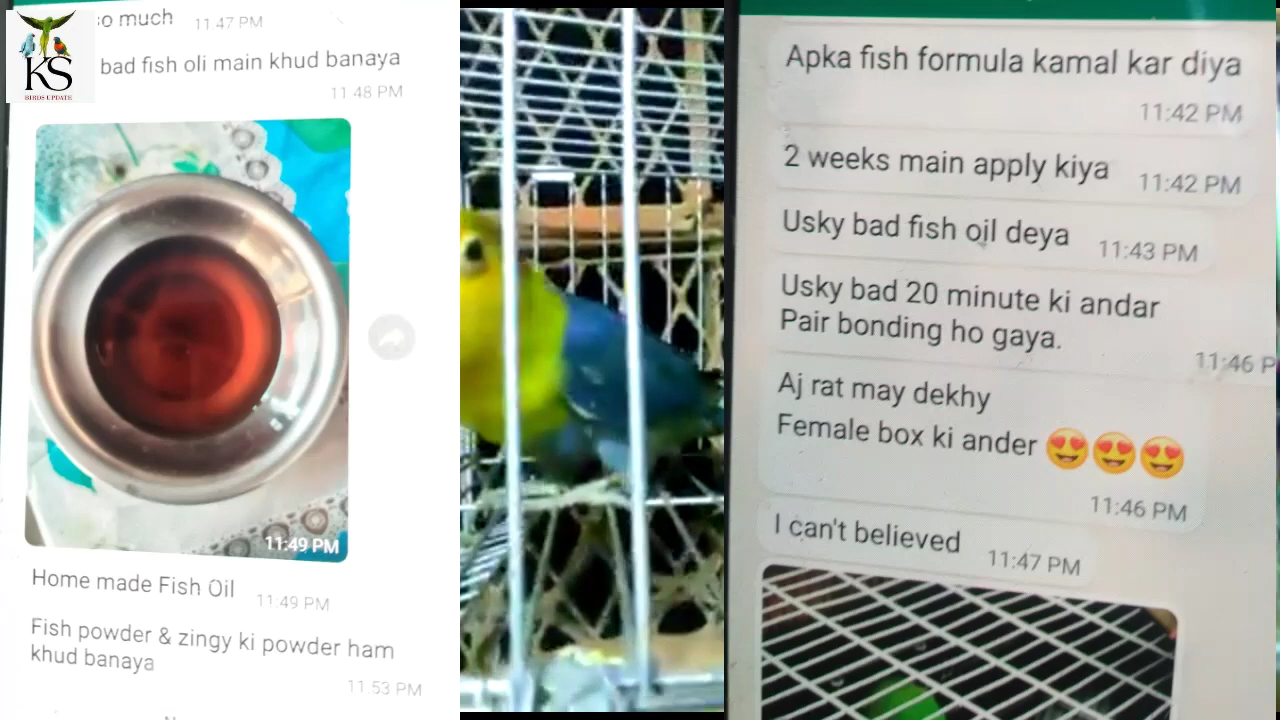 KS
BIRDS UPDATE
so much 11:47 PM
bad fish oli main khud banaya
11:48 PM
11:49 PM
Home made Fish Oil 11:49 PM
Fish powder & zingy ki powder ham
khud banaya
11:53 PM
Apka fish formula kamal kar diya
11:42 PM
2 weeks main apply kiya 11:42 PM
Usky bad fish oil deya 11:43 PM
Usky bad 20 minute ki andar
Pair bonding ho gaya.
11:46 P
Aj rat may dekhy
Female box ki ander 😍😍😍
11:46 PM
I can't believed 11:47 PM